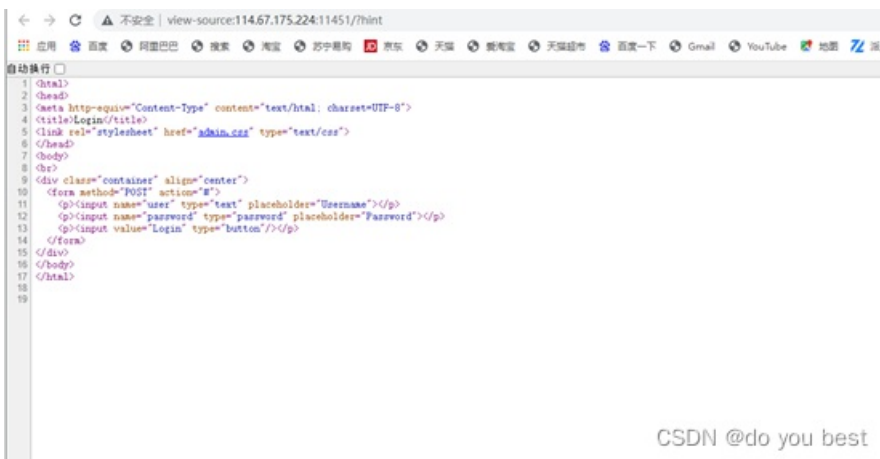 不安全 | view-source:114.67.175.224:11451/?hint
应用 百度 阿里巴巴 搜索 淘宝 苏宁易购 JD 京东 天猫 爱淘宝 天猫超市 百度一下 Gmail YouTube 地图
自动换行
1 <html>
2 <head>
3 <meta http-equiv="Content-Type" content="text/html; charset=UTF-8">
4 <title>Login</title>
5 <link rel="stylesheet" href="admin.css" type="text/css">
6 </head>
7 <body>
8 <br>
9 <div class="container" align="center">
10 <form method="POST" action="#">
11 <p><input name="user" type="text" placeholder="Username"></p>
12 <p><input name="password" type="password" placeholder="Password"></p>
13 <p><input value="Login" type="button"/></p>
14 </form>
15 </div>
16 </body>
17 </html>
18
19
CSDN @do you best